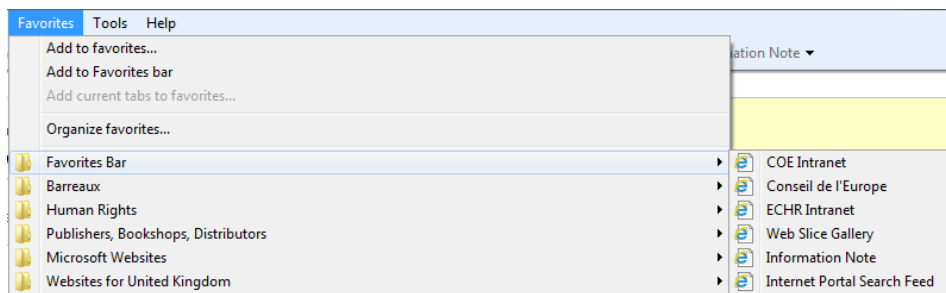 Favorites Tools Help
Add to favorites...
ation Note
Add to Favorites bar
Add current tabs to favorites...
Organize favorites...
Favorites Bar COE Intranet
Barreaux Conseil de l'Europe
Human Rights ECHR Intranet
Publishers, Bookshops, Distributors Web Slice Gallery
Microsoft Websites Information Note
Websites for United Kingdom Internet Portal Search Feed